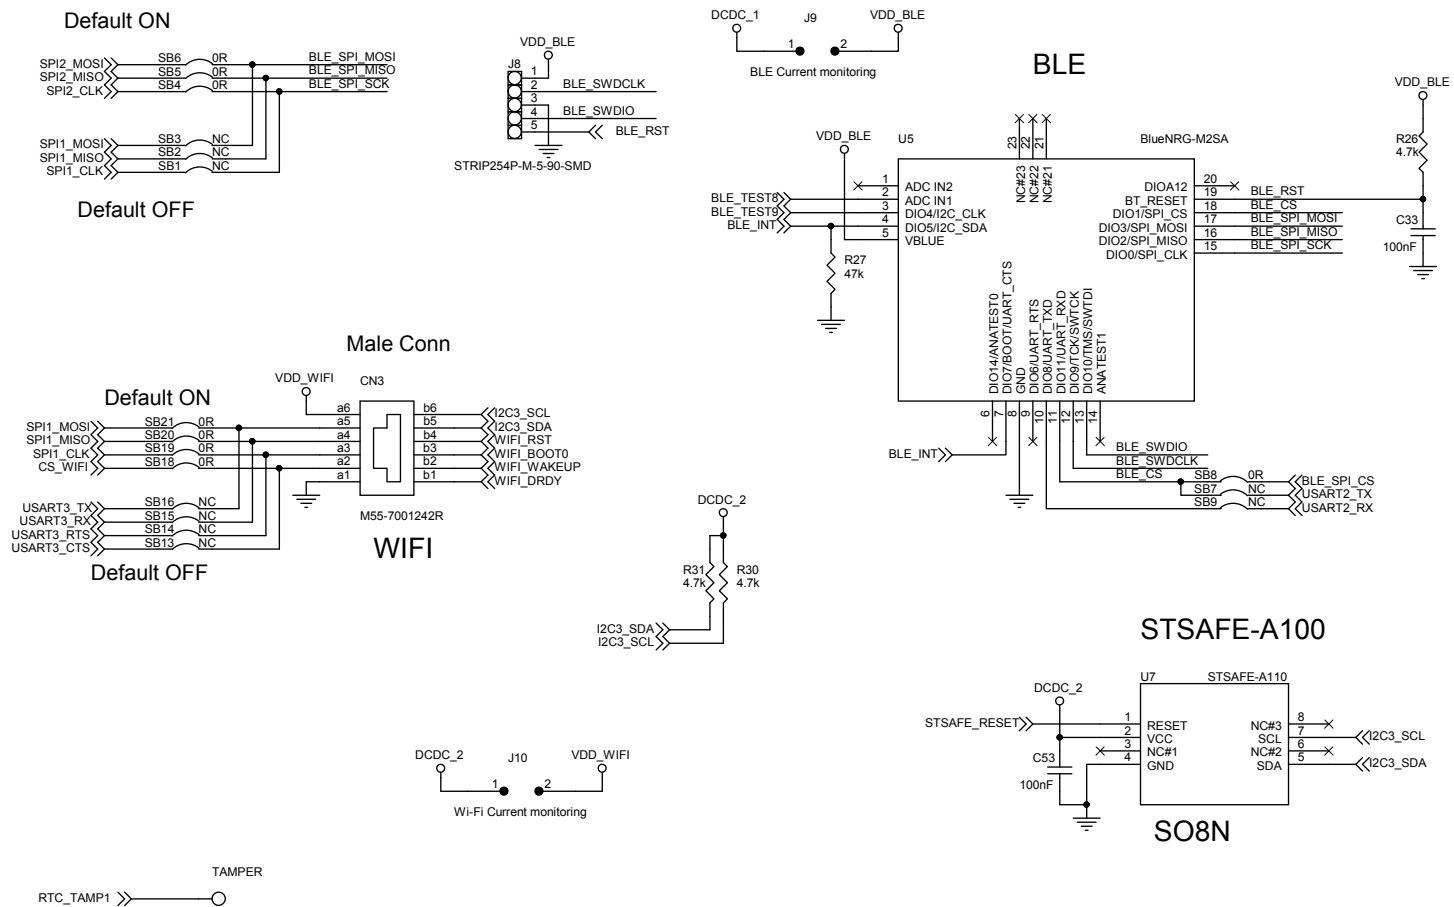 Default ON
SPI2_MOSI SB6 0R BLE_SPI_MOSI
SPI2_MISO SB5 0R BLE_SPI_MISO
SPI2_CLK SB4 0R BLE_SPI_SCK
SPI1_MOSI SB3 NC
SPI1_MISO SB2 NC
SPI1_CLK SB1 NC
Default OFF
VDD_BLE
J8
1
2 BLE_SWDCLK
3
4 BLE_SWDIO
5 BLE_RST
STRIP254P-M-5-90-SMD
DCDC_1 J9 VDD_BLE
1 2
BLE Current monitoring
BLE
VDD_BLE
R26
4.7k
C33
100nF
VDD_BLE
U5 BlueNRG-M2SA
23 22 21
NC#23 NC#22 NC#21
1 ADC IN2
BLE_TEST8 2 ADC IN1
BLE_TEST9 3 DIO4/I2C_CLK
BLE_INT 4 DIO5/I2C_SDA
5 VBLUE
DIOA12 20
BT_RESET 19 BLE_RST
DIO1/SPI_CS 18 BLE_CS
DIO3/SPI_MOSI 17 BLE_SPI_MOSI
DIO2/SPI_MISO 16 BLE_SPI_MISO
DIO0/SPI_CLK 15 BLE_SPI_SCK
R27
47k
DIO14/ANATEST0
DIO7/BOOT/UART_CTS
GND
DIO6/UART_RTS
DIO8/UART_TXD
DIO11/UART_RXD
DIO9/TCK/SWTCK
DIO10/TMS/SWTDI
ANATEST1
6 7 8 9 10 11 12 13 14
BLE_INT
BLE_SWDIO
BLE_SWDCLK
BLE_CS SB8 0R BLE_SPI_CS
SB7 NC USART2_TX
SB9 NC USART2_RX
Male Conn
VDD_WIFI CN3
Default ON
SPI1_MOSI SB21 0R
SPI1_MISO SB20 0R
SPI1_CLK SB19 0R
CS_WIFI SB18 0R
a6 b6 I2C3_SCL
a5 b5 I2C3_SDA
a4 b4 WIFI_RST
a3 b3 WIFI_BOOT0
a2 b2 WIFI_WAKEUP
a1 b1 WIFI_DRDY
USART3_TX SB16 NC
USART3_RX SB15 NC
USART3_RTS SB14 NC
USART3_CTS SB13 NC
M55-7001242R
WIFI
Default OFF
DCDC_2
R31 R30
4.7k 4.7k
I2C3_SDA
I2C3_SCL
STSAFE-A100
U7 STSAFE-A110
DCDC_2
STSAFE_RESET 1 RESET NC#3 8
2 VCC SCL 7 I2C3_SCL
3 NC#1 NC#2 6
4 GND SDA 5 I2C3_SDA
C53
100nF
SO8N
DCDC_2 J10 VDD_WIFI
1 2
Wi-Fi Current monitoring
TAMPER
RTC_TAMP1